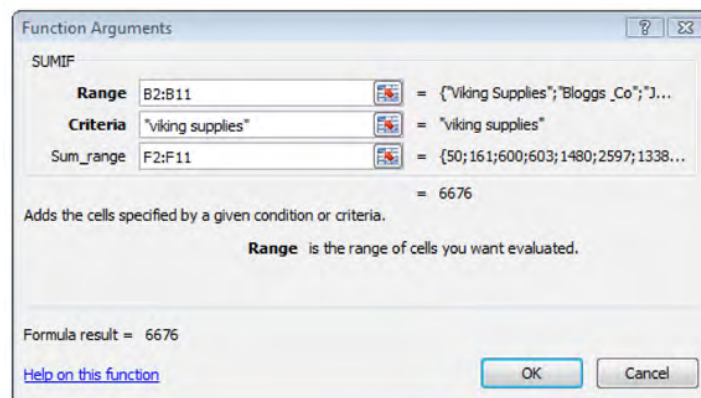 Function Arguments
SUMIF
Range B2:B11 = {"Viking Supplies";"Bloggs _Co";"J...
Criteria "viking supplies" = "viking supplies"
Sum_range F2:F11 = {50;161;600;603;1480;2597;1338...
= 6676
Adds the cells specified by a given condition or criteria.
Range is the range of cells you want evaluated.
Formula result = 6676
Help on this function OK Cancel